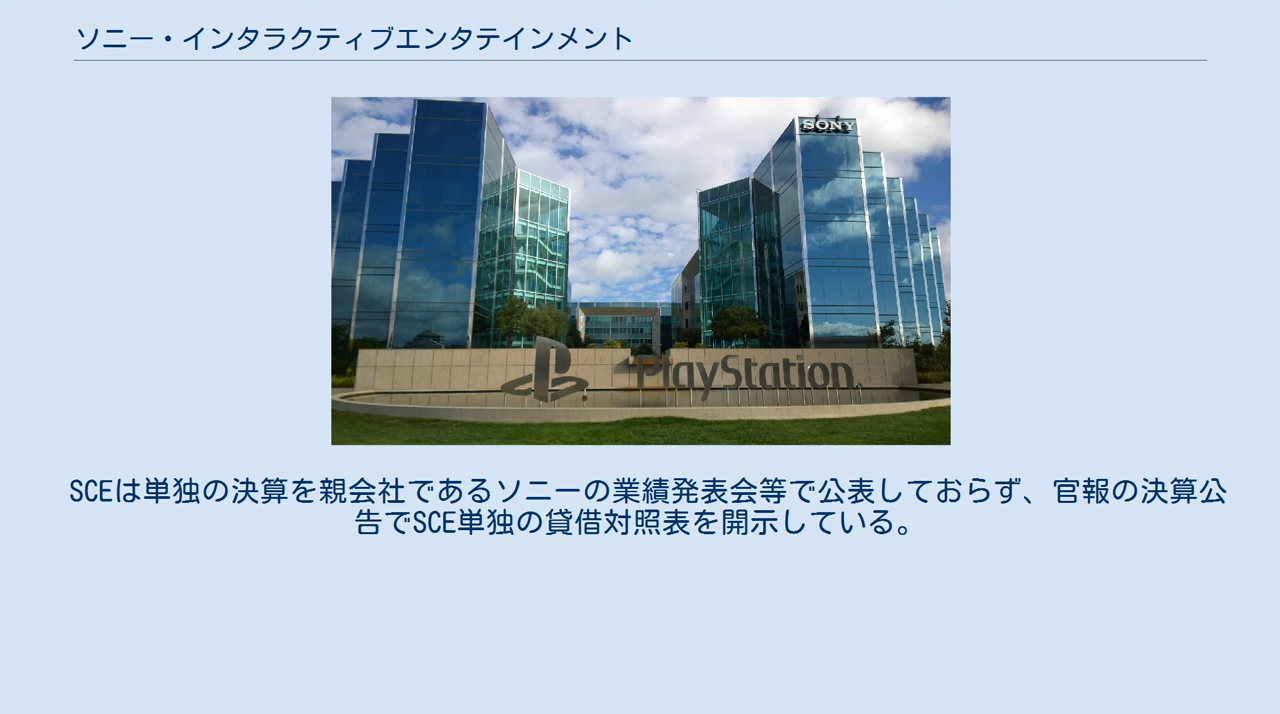 ソニー・インタラクティブエンタテインメント
SONY
PlayStation
SCEは単独の決算を親会社であるソニーの業績発表会等で公表しておらず、官報の決算公
告でSCE単独の貸借対照表を開示している。